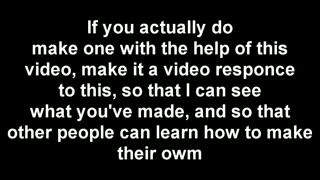 If you actually do
make one with the help of this
video, make it a video responce
to this, so that I can see
what you've made, and so that
other people can learn how to make
their owm